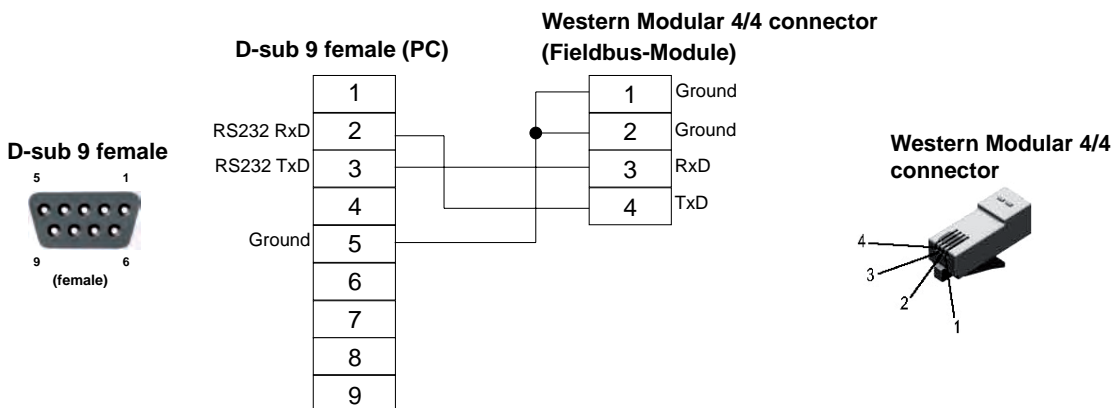 Western Modular 4/4 connector
D-sub 9 female (PC)
(Fieldbus-Module)
1
1
Ground
RS232 RxD
2
2
Ground
RS232 TxD
3
3
RxD
4
4
TxD
Ground
5
6
7
8
9
D-sub 9 female
5
1
9
6
(female)
Western Modular 4/4
connector
4
3
2
1